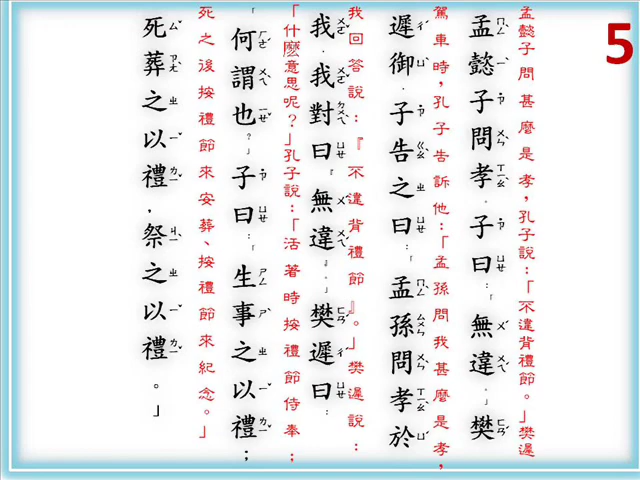 5
孟懿子問甚麼是孝，孔子說：「不違背禮節。」樊遲
孟懿子問孝．子曰：「無違．」樊
駕車時，孔子告訴他：「孟孫問我甚麼是孝，
遲御．子告之曰：「孟孫問孝於
我回答說：『不違背禮節』。」樊遲說：
我．我對曰『無違』．」樊遲曰：
「什麼意思呢？」孔子說：「活著時按禮節侍奉；
「何謂也？」子曰：「生事之以禮；
死之後按禮節來安葬、按禮節來紀念。」
死葬之以禮，祭之以禮。」